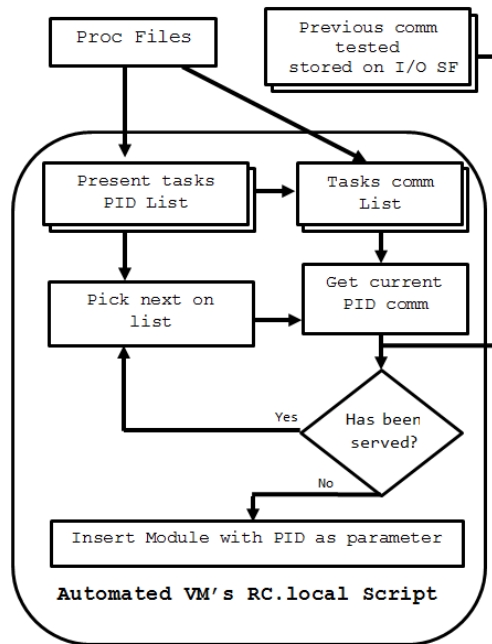 Proc Files
Previous comm
tested
stored on I/O SF
Present tasks
PID List
Tasks comm
List
Pick next on
list
Get current
PID comm
Has been
served?
Yes
No
Insert Module with PID as parameter
Automated VM's RC.local Script